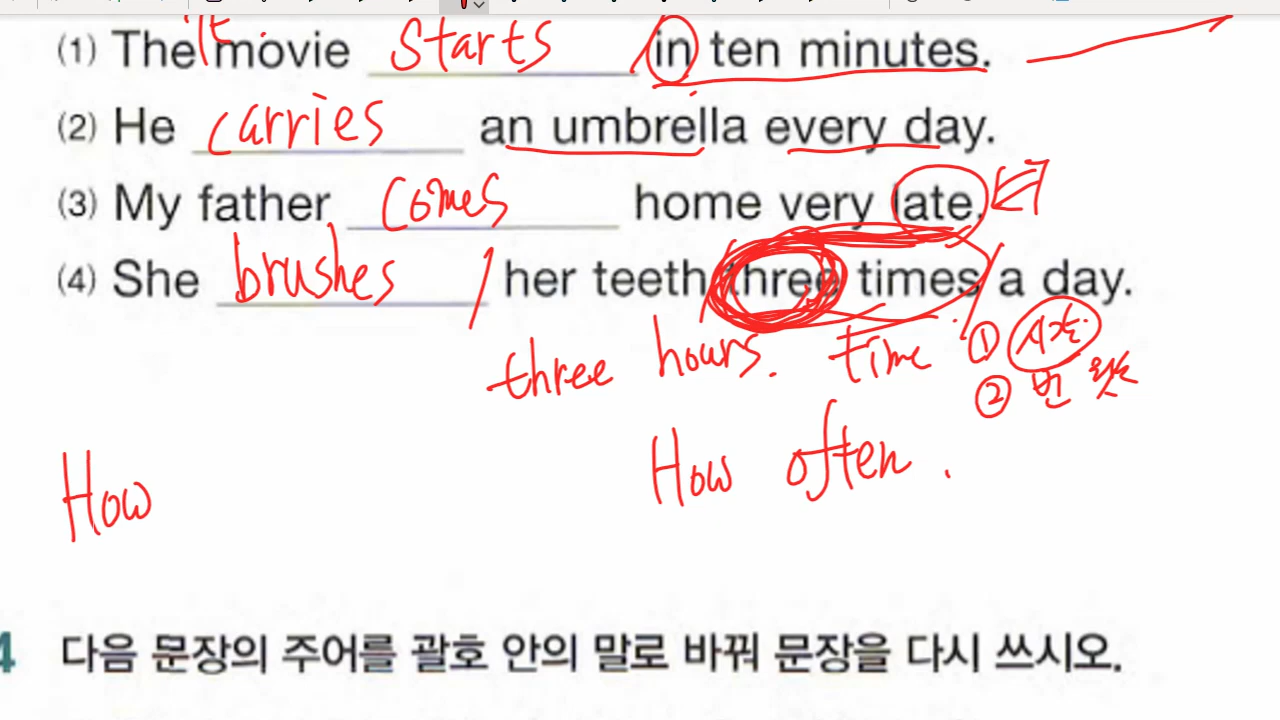 it.
(1) The movie starts in ten minutes.
(2) He carries an umbrella every day.
(3) My father comes home very late.
(4) She brushes her teeth three times a day.
three hours. time ① 시간
② 번 횟수
How often.
How
4 다음 문장의 주어를 괄호 안의 말로 바꿔 문장을 다시 쓰시오.